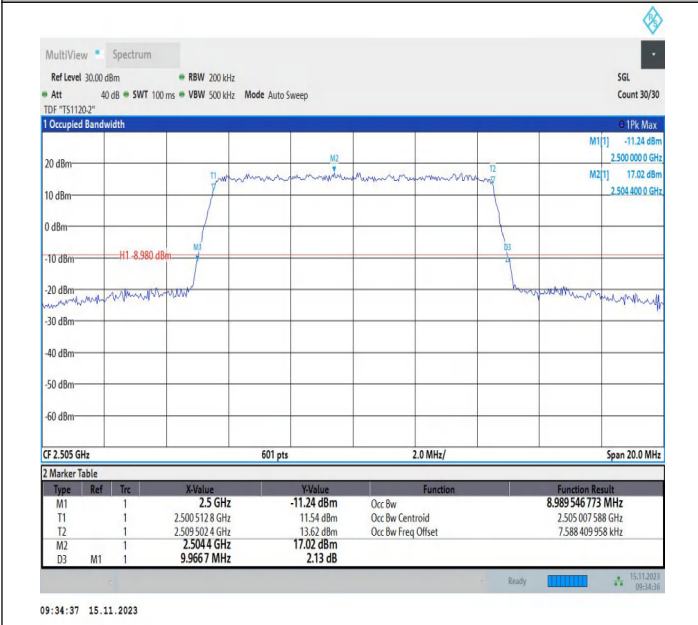 R S
MultiView Spectrum
Ref Level 30.00 dBm RBW 200 kHz SGL
Att 40 dB SWT 100 ms VBW 500 kHz Mode Auto Sweep Count 30/30
TDF "TS1120-2"
1 Occupied Bandwidth 1Pk Max
M1[1] -11.24 dBm
2.500 000 0 GHz
M2[1] 17.02 dBm
2.504 400 0 GHz
M2
20 dBm
T1 T2
10 dBm
0 dBm
M1 D3
H1 -8.980 dBm
-10 dBm
-20 dBm
-30 dBm
-40 dBm
-50 dBm
-60 dBm
CF 2.505 GHz 601 pts 2.0 MHz/ Span 20.0 MHz
2 Marker Table
Type Ref Trc X-Value Y-Value Function Function Result
M1 1 2.5 GHz -11.24 dBm Occ Bw 8.989 546 773 MHz
T1 1 2.500 512 8 GHz 11.54 dBm Occ Bw Centroid 2.505 007 588 GHz
T2 1 2.509 502 4 GHz 13.62 dBm Occ Bw Freq Offset 7.588 409 958 kHz
M2 1 2.504 4 GHz 17.02 dBm
D3 M1 1 9.966 7 MHz 2.13 dB
Ready 15.11.2023
09:34:36
09:34:37 15.11.2023